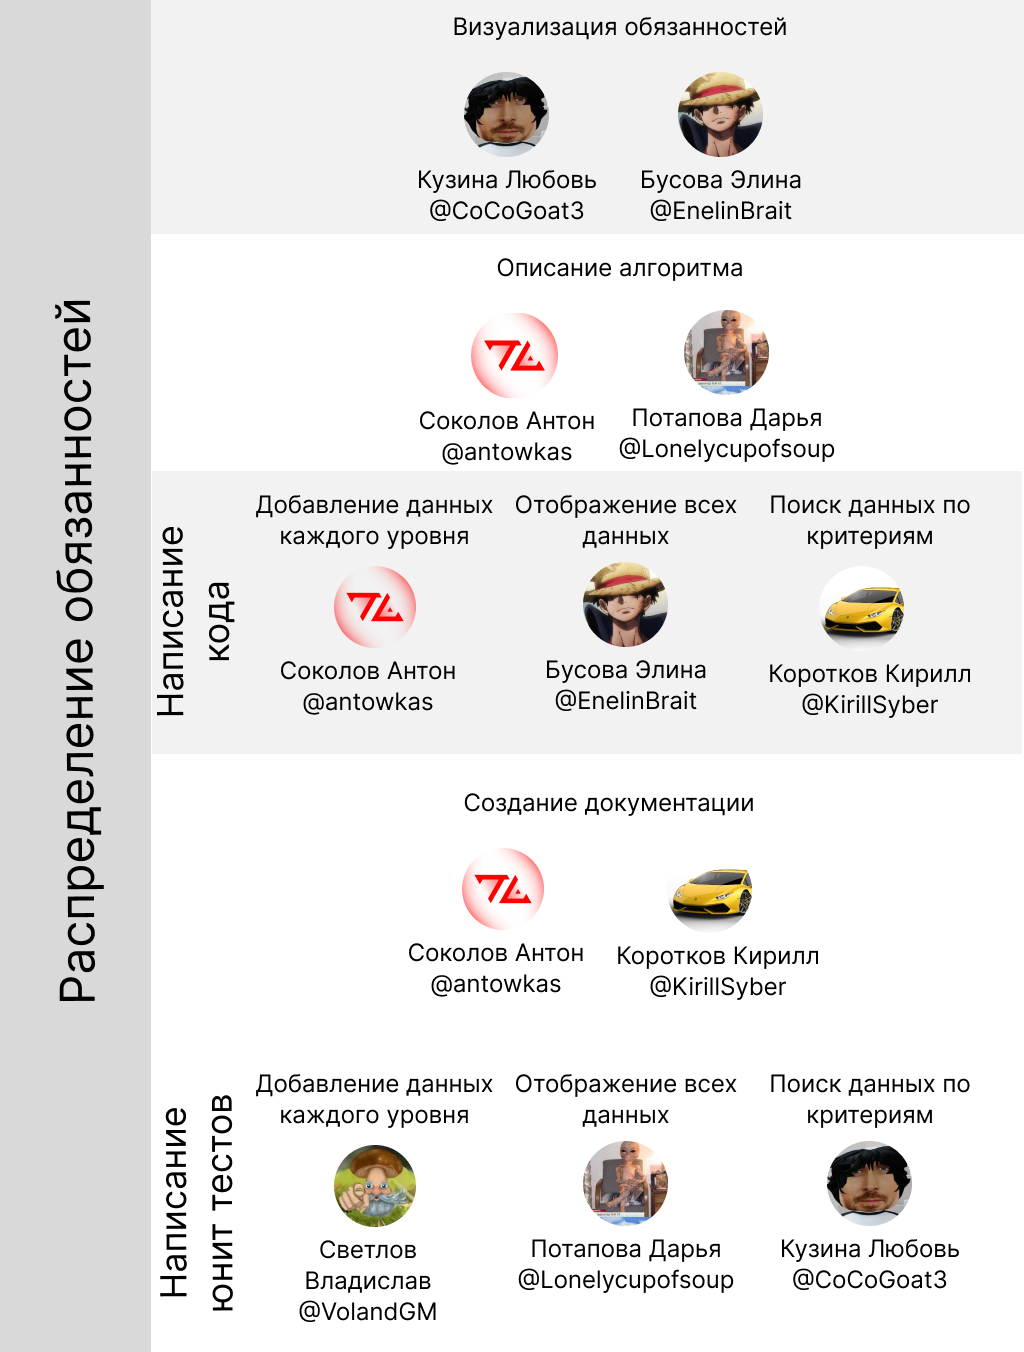 Распределение обязанностей
Визуализация обязанностей
Кузина Любовь
@CoCoGoat3
Бусова Элина
@EnelinBrait
Описание алгоритма
Соколов Антон
@antowkas
Потапова Дарья
@Lonelycupofsoup
Написание
кода
Добавление данных
каждого уровня
Соколов Антон
@antowkas
Отображение всех
данных
Бусова Элина
@EnelinBrait
Поиск данных по
критериям
Коротков Кирилл
@KirillSyber
Создание документации
Соколов Антон
@antowkas
Коротков Кирилл
@KirillSyber
Написание
юнит тестов
Добавление данных
каждого уровня
Светлов
Владислав
@VolandGM
Отображение всех
данных
Потапова Дарья
@Lonelycupofsoup
Поиск данных по
критериям
Кузина Любовь
@CoCoGoat3